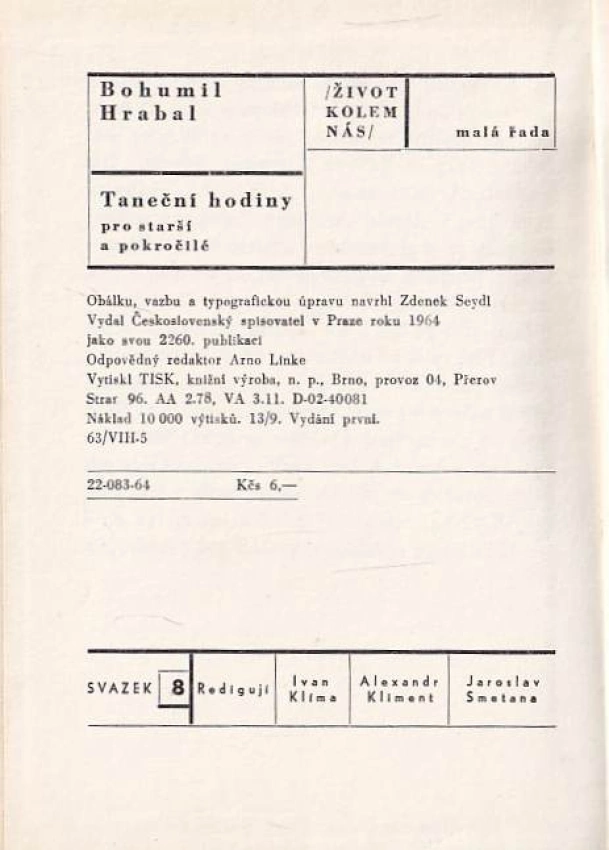 Bohumil
Hrabal
/ŽIVOT
KOLEM
NÁS/
malá řada
Taneční hodiny
pro starší
a pokročilé
Obálku, vazbu a typografickou úpravu navrhl Zdenek Seydl
Vydal Československý spisovatel v Praze roku 1964
jako svou 2260. publikaci
Odpovědný redaktor Arno Linke
Vytiskl TISK, knižní výroba, n. p., Brno, provoz 04, Přerov
Stran 96. AA 2.78, VA 3.11. D-02-40081
Náklad 10 000 výtisků. 13/9. Vydání první.
63/VIII-5
22-083-64 Kčs 6,—
SVAZEK 8 Redigují Ivan Klíma Alexandr Kliment Jaroslav Smetana